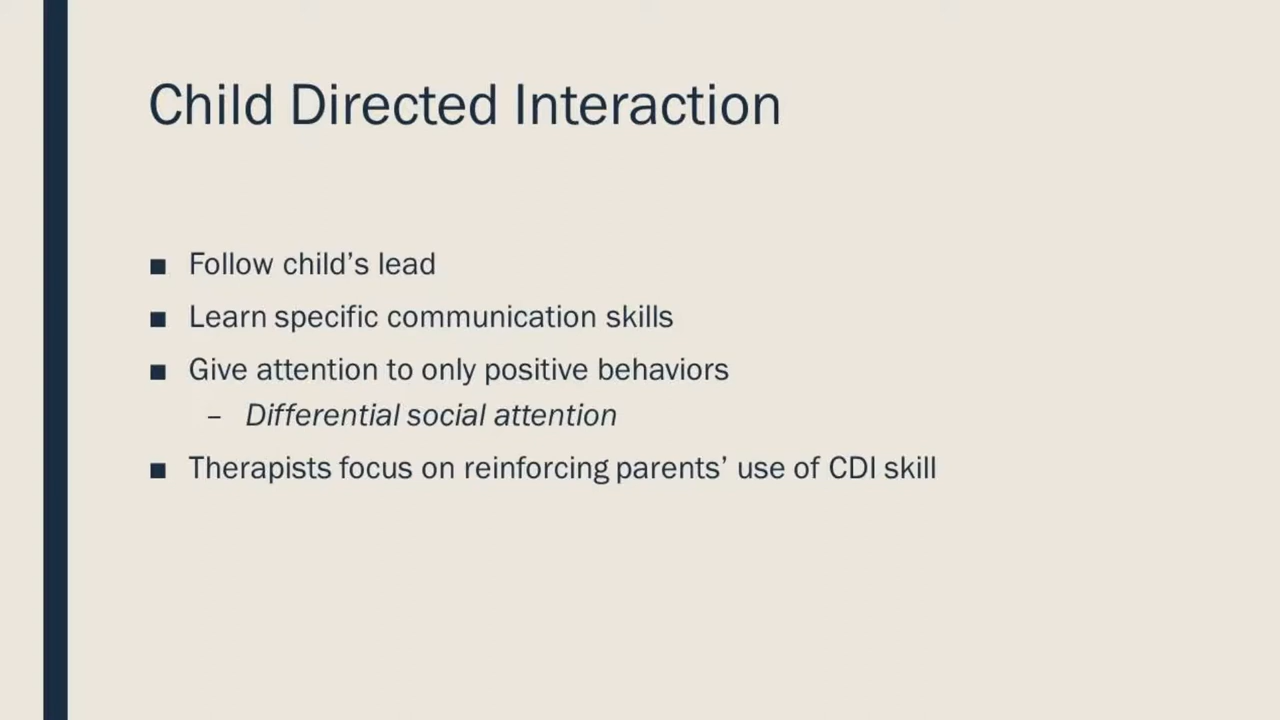 Child Directed Interaction
■ Follow child’s lead
■ Learn specific communication skills
■ Give attention to only positive behaviors
– Differential social attention
■ Therapists focus on reinforcing parents’ use of CDI skill